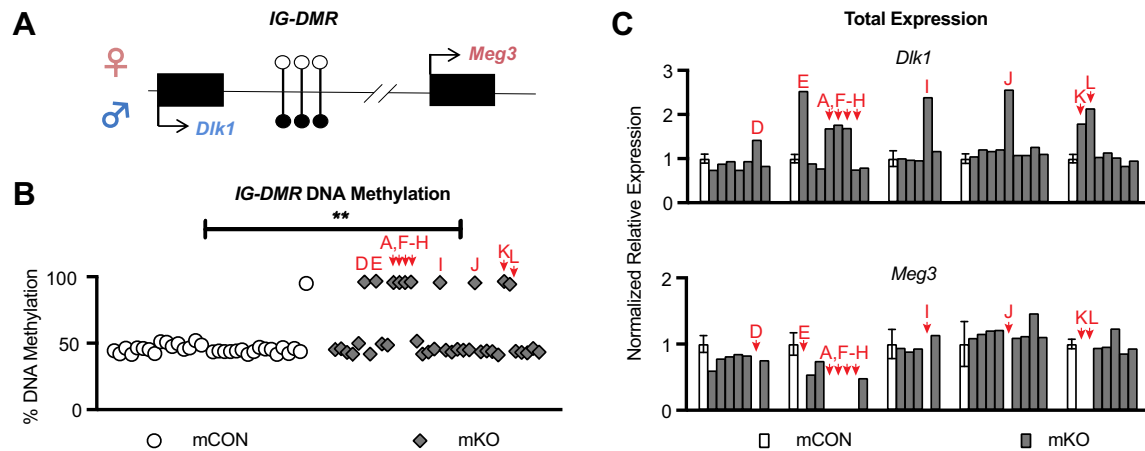 A
IG-DMR
Meg3
♀
♂
Dlk1
B
IG-DMR DNA Methylation
**
A,F-H
D E
I
J
K
L
% DNA Methylation
100
50
0
mCON
mKO
C
Total Expression
Dlk1
Normalized Relative Expression
3
2
1
0
D
E
A,F-H
I
J
K
L
Meg3
2
1
0
D
E
A,F-H
I
J
KL
mCON
mKO